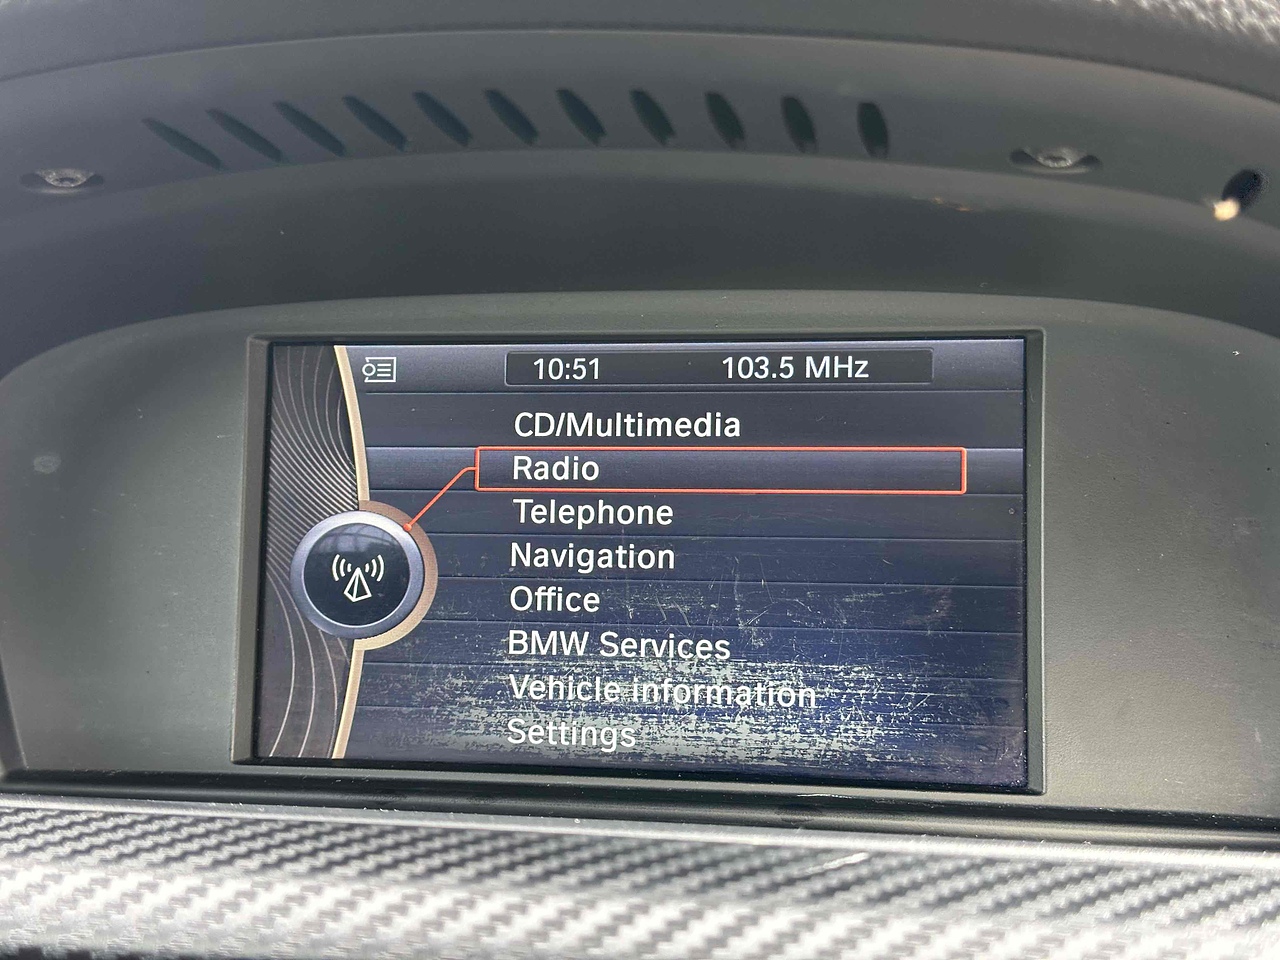 10:51 103.5 MHz
CD/Multimedia
Radio
Telephone
Navigation
Office
BMW Services
Vehicle information
Settings